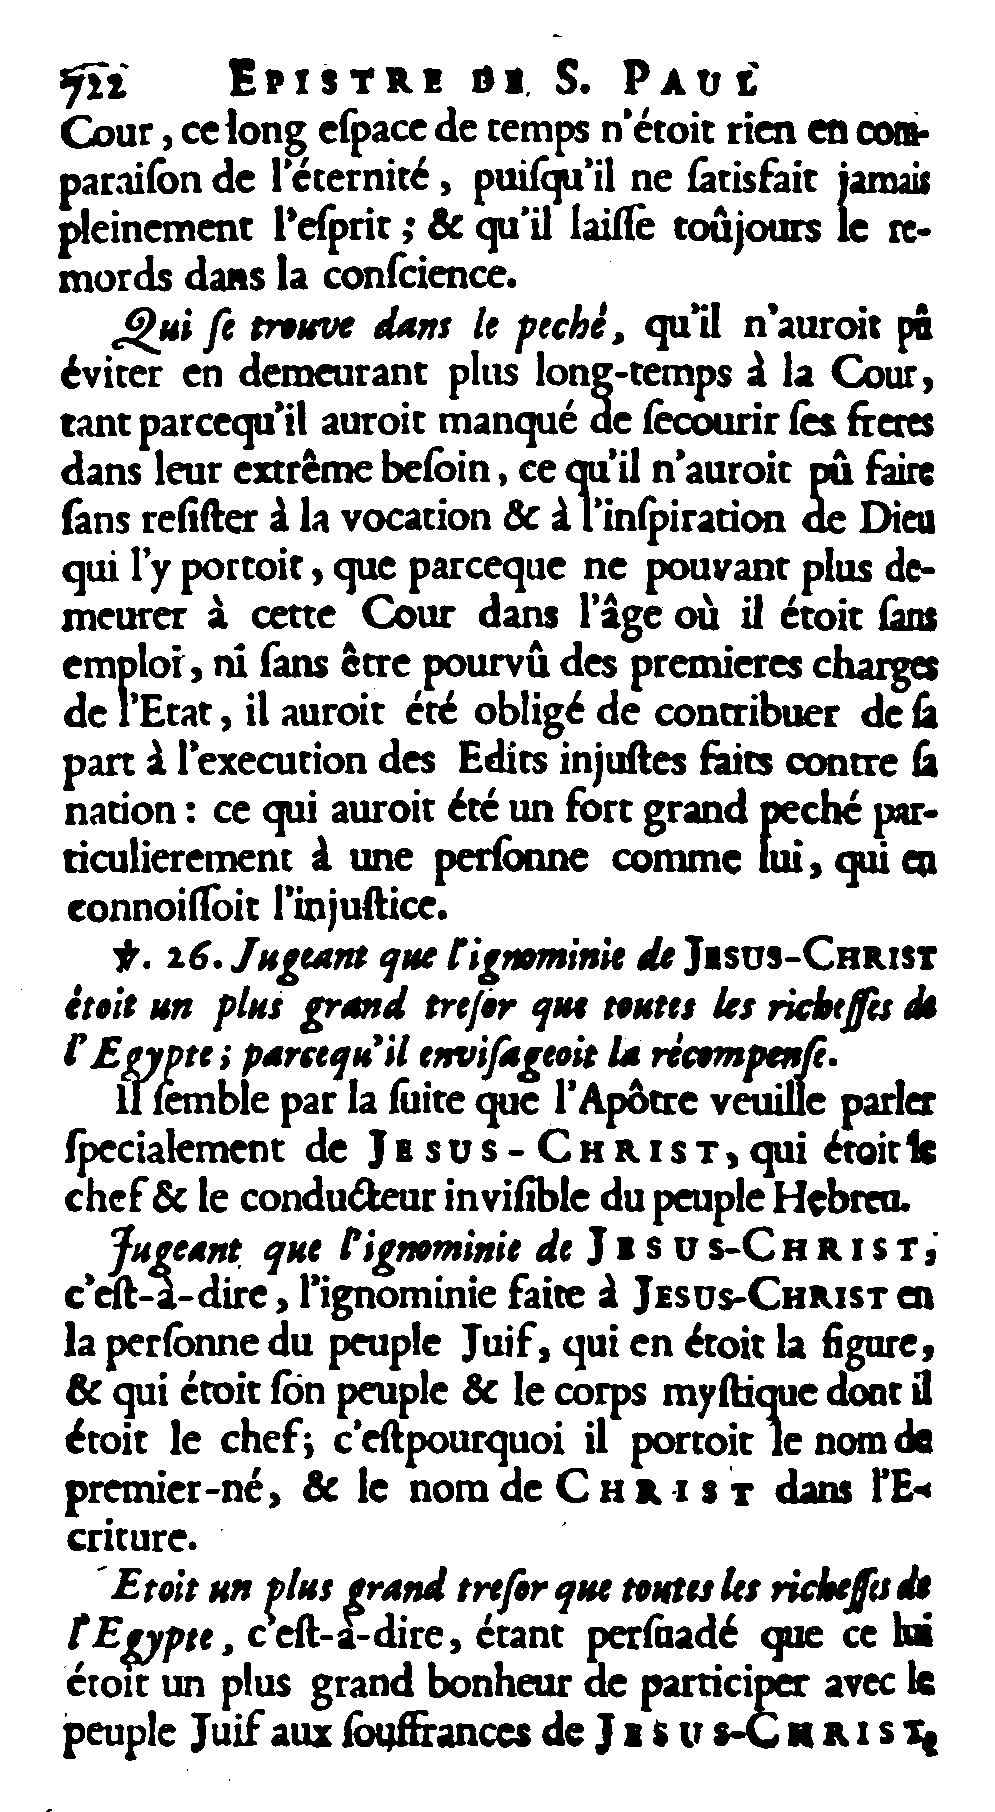 722 EPISTRE DE S. PAUL
Cour, ce long eſpace de temps n'étoit rien en com-
paraiſon de l'éternité, puiſqu'il ne ſatisfait jamais
pleinement l'eſprit; & qu'il laiſſe toûjours le re-
mords dans la conſcience.
Qui ſe trouve dans le peché, qu'il n'auroit pû
éviter en demeurant plus long-temps à la Cour,
tant parcequ'il auroit manqué de ſecourir ſes freres
dans leur extrême beſoin, ce qu'il n'auroit pû faire
ſans reſiſter à la vocation & à l'inſpiration de Dieu
qui l'y portoit, que parceque ne pouvant plus de-
meurer à cette Cour dans l'âge où il étoit ſans
emploi, ni ſans être pourvû des premieres charges
de l'Etat, il auroit été obligé de contribuer de ſa
part à l'execution des Edits injuſtes faits contre ſa
nation: ce qui auroit été un fort grand peché par-
ticulierement à une perſonne comme lui, qui en
connoiſſoit l'injuſtice.
℣. 26. Jugeant que l'ignominie de JESUS-CHRIST
étoit un plus grand treſor que toutes les richeſſes de
l'Egypte; parcequ'il enviſageoit la récompenſe.
Il ſemble par la ſuite que l'Apôtre veuille parler
ſpecialement de JESUS-CHRIST, qui étoit le
chef & le conducteur inviſible du peuple Hebreu.
Jugeant que l'ignominie de JESUS-CHRIST,
c'eſt-à-dire, l'ignominie faite à JESUS-CHRIST en
la perſonne du peuple Juif, qui en étoit la figure,
& qui étoit ſon peuple & le corps myſtique dont il
étoit le chef; c'eſtpourquoi il portoit le nom de
premier-né, & le nom de CHRIST dans l'E-
criture.
Etoit un plus grand treſor que toutes les richeſſes de
l'Egypte, c'eſt-à-dire, étant perſuadé que ce lui
étoit un plus grand bonheur de participer avec le
peuple Juif aux ſouffrances de JESUS-CHRIST,